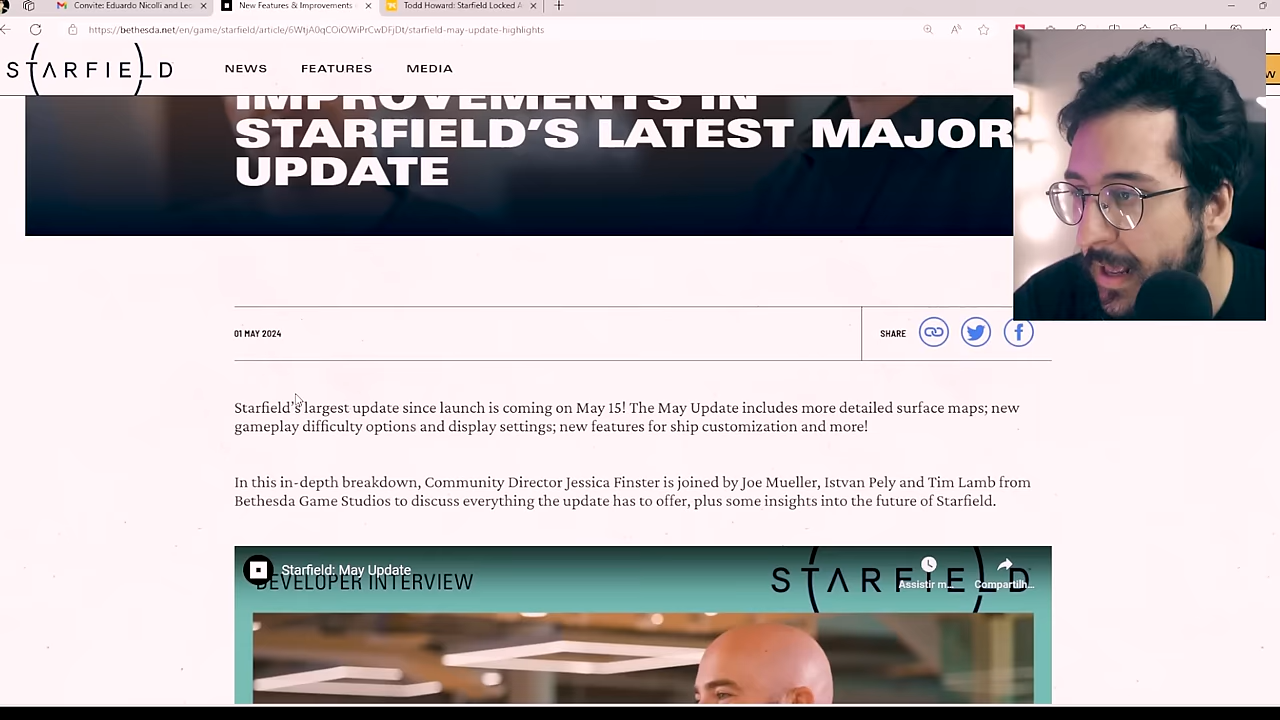 Convite: Eduardo Nicolli and Leo
New Features & Improvements
Todd Howard: Starfield Locked
https://bethesda.net/en/game/starfield/article/6WtjA0qCOiOWiPrCwDFjDt/starfield-may-update-highlights
STARFIELD
NEWS
FEATURES
MEDIA
IMPROVEMENTS IN
STARFIELD'S LATEST MAJOR
UPDATE
01 MAY 2024
SHARE
Starfield's largest update since launch is coming on May 15! The May Update includes more detailed surface maps; new
gameplay difficulty options and display settings; new features for ship customization and more!
In this in-depth breakdown, Community Director Jessica Finster is joined by Joe Mueller, Istvan Pely and Tim Lamb from
Bethesda Game Studios to discuss everything the update has to offer, plus some insights into the future of Starfield.
Starfield: May Update
DEVELOPER INTERVIEW
STARFIELD
Assistir m...
Compartilh...